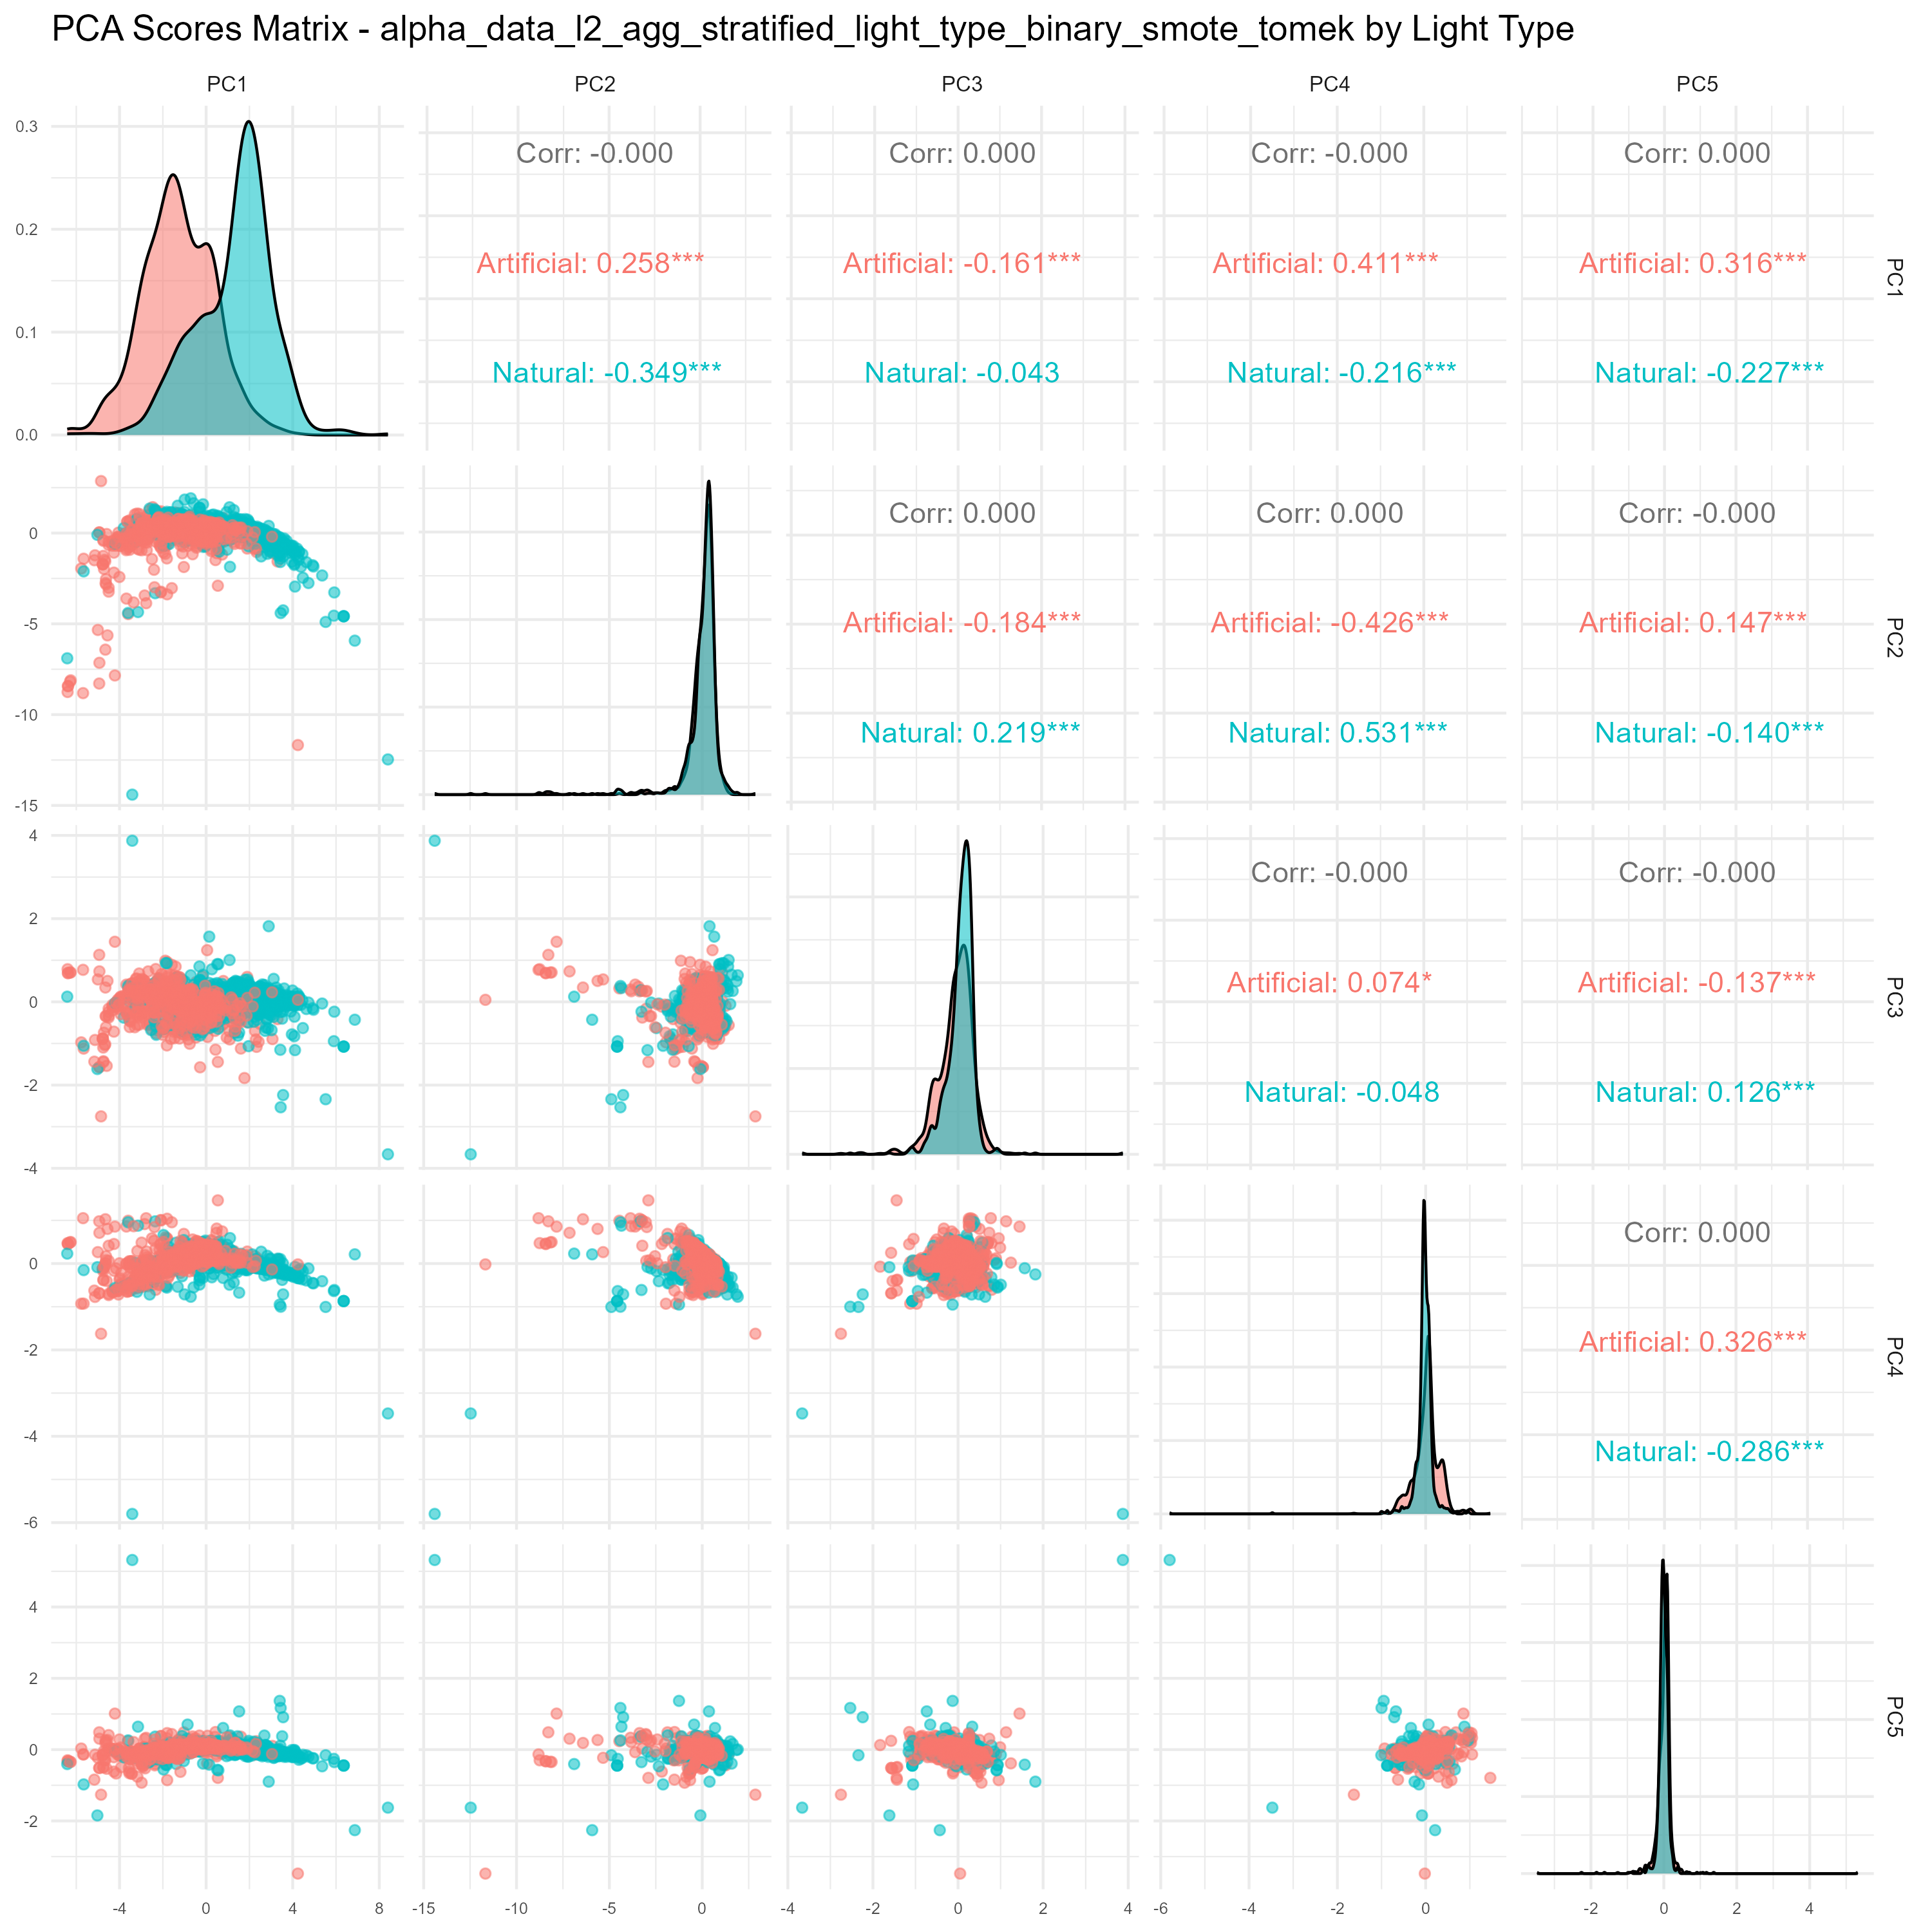 PCA Scores Matrix - alpha_data_l2_agg_stratified_light_type_binary_smote_tomek by Light Type
PC1 PC2 PC3 PC4 PC5
0.3
0.2
0.1
0.0
Corr: -0.000
Artificial: 0.258***
Natural: -0.349***
Corr: 0.000
Artificial: -0.161***
Natural: -0.043
Corr: -0.000
Artificial: 0.411***
Natural: -0.216***
Corr: 0.000
Artificial: 0.316***
Natural: -0.227***
PC1
0
-5
-10
-15
Corr: 0.000
Artificial: -0.184***
Natural: 0.219***
Corr: 0.000
Artificial: -0.426***
Natural: 0.531***
Corr: -0.000
Artificial: 0.147***
Natural: -0.140***
PC2
4
2
0
-2
-4
Corr: -0.000
Artificial: 0.074*
Natural: -0.048
Corr: -0.000
Artificial: -0.137***
Natural: 0.126***
PC3
0
-2
-4
-6
Corr: 0.000
Artificial: 0.326***
Natural: -0.286***
PC4
4
2
0
-2
PC5
-4 0 4 8
-15 -10 -5 0
-4 -2 0 2 4
-6 -4 -2 0
-2 0 2 4